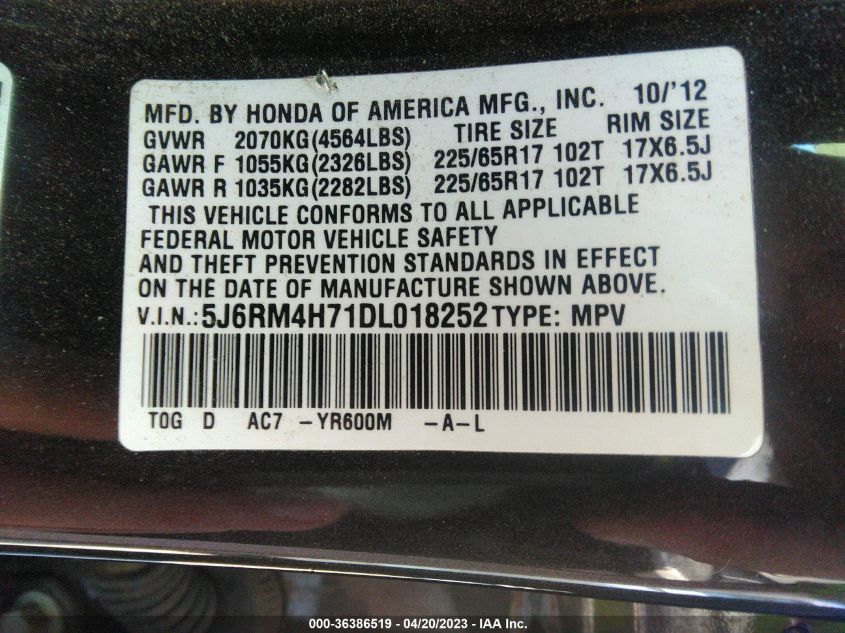 MFD. BY HONDA OF AMERICA MFG., INC. 10/'12
GVWR 2070KG(4564LBS) TIRE SIZE RIM SIZE
GAWR F 1055KG(2326LBS) 225/65R17 102T 17X6.5J
GAWR R 1035KG(2282LBS) 225/65R17 102T 17X6.5J
THIS VEHICLE CONFORMS TO ALL APPLICABLE
FEDERAL MOTOR VEHICLE SAFETY
AND THEFT PREVENTION STANDARDS IN EFFECT
ON THE DATE OF MANUFACTURE SHOWN ABOVE.
V.I.N.:5J6RM4H71DL018252 TYPE: MPV
TOG D AC7 -YR600M -A-L
000-36386519 - 04/20/2023 - IAA Inc.